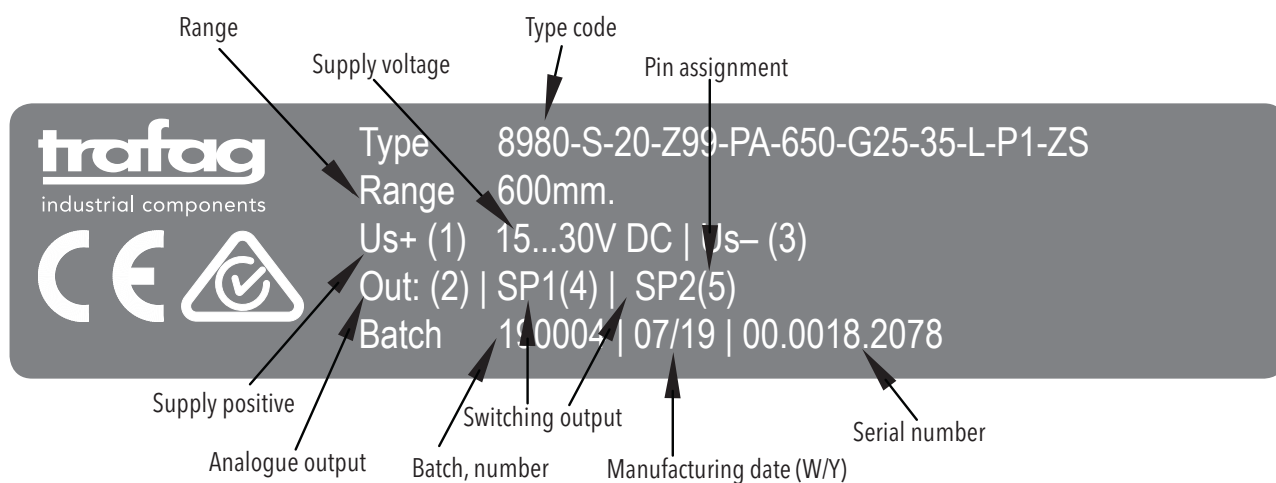 Range
Type code
Supply voltage
Pin assignment
trafag
industrial components
CE
Type 8980-S-20-Z99-PA-650-G25-35-L-P1-ZS
Range 600mm.
Us+ (1) 15...30V DC | Us– (3)
Out: (2) | SP1(4) | SP2(5)
Batch 190004 | 07/19 | 00.0018.2078
Supply positive
Switching output
Serial number
Analogue output
Batch, number
Manufacturing date (W/Y)